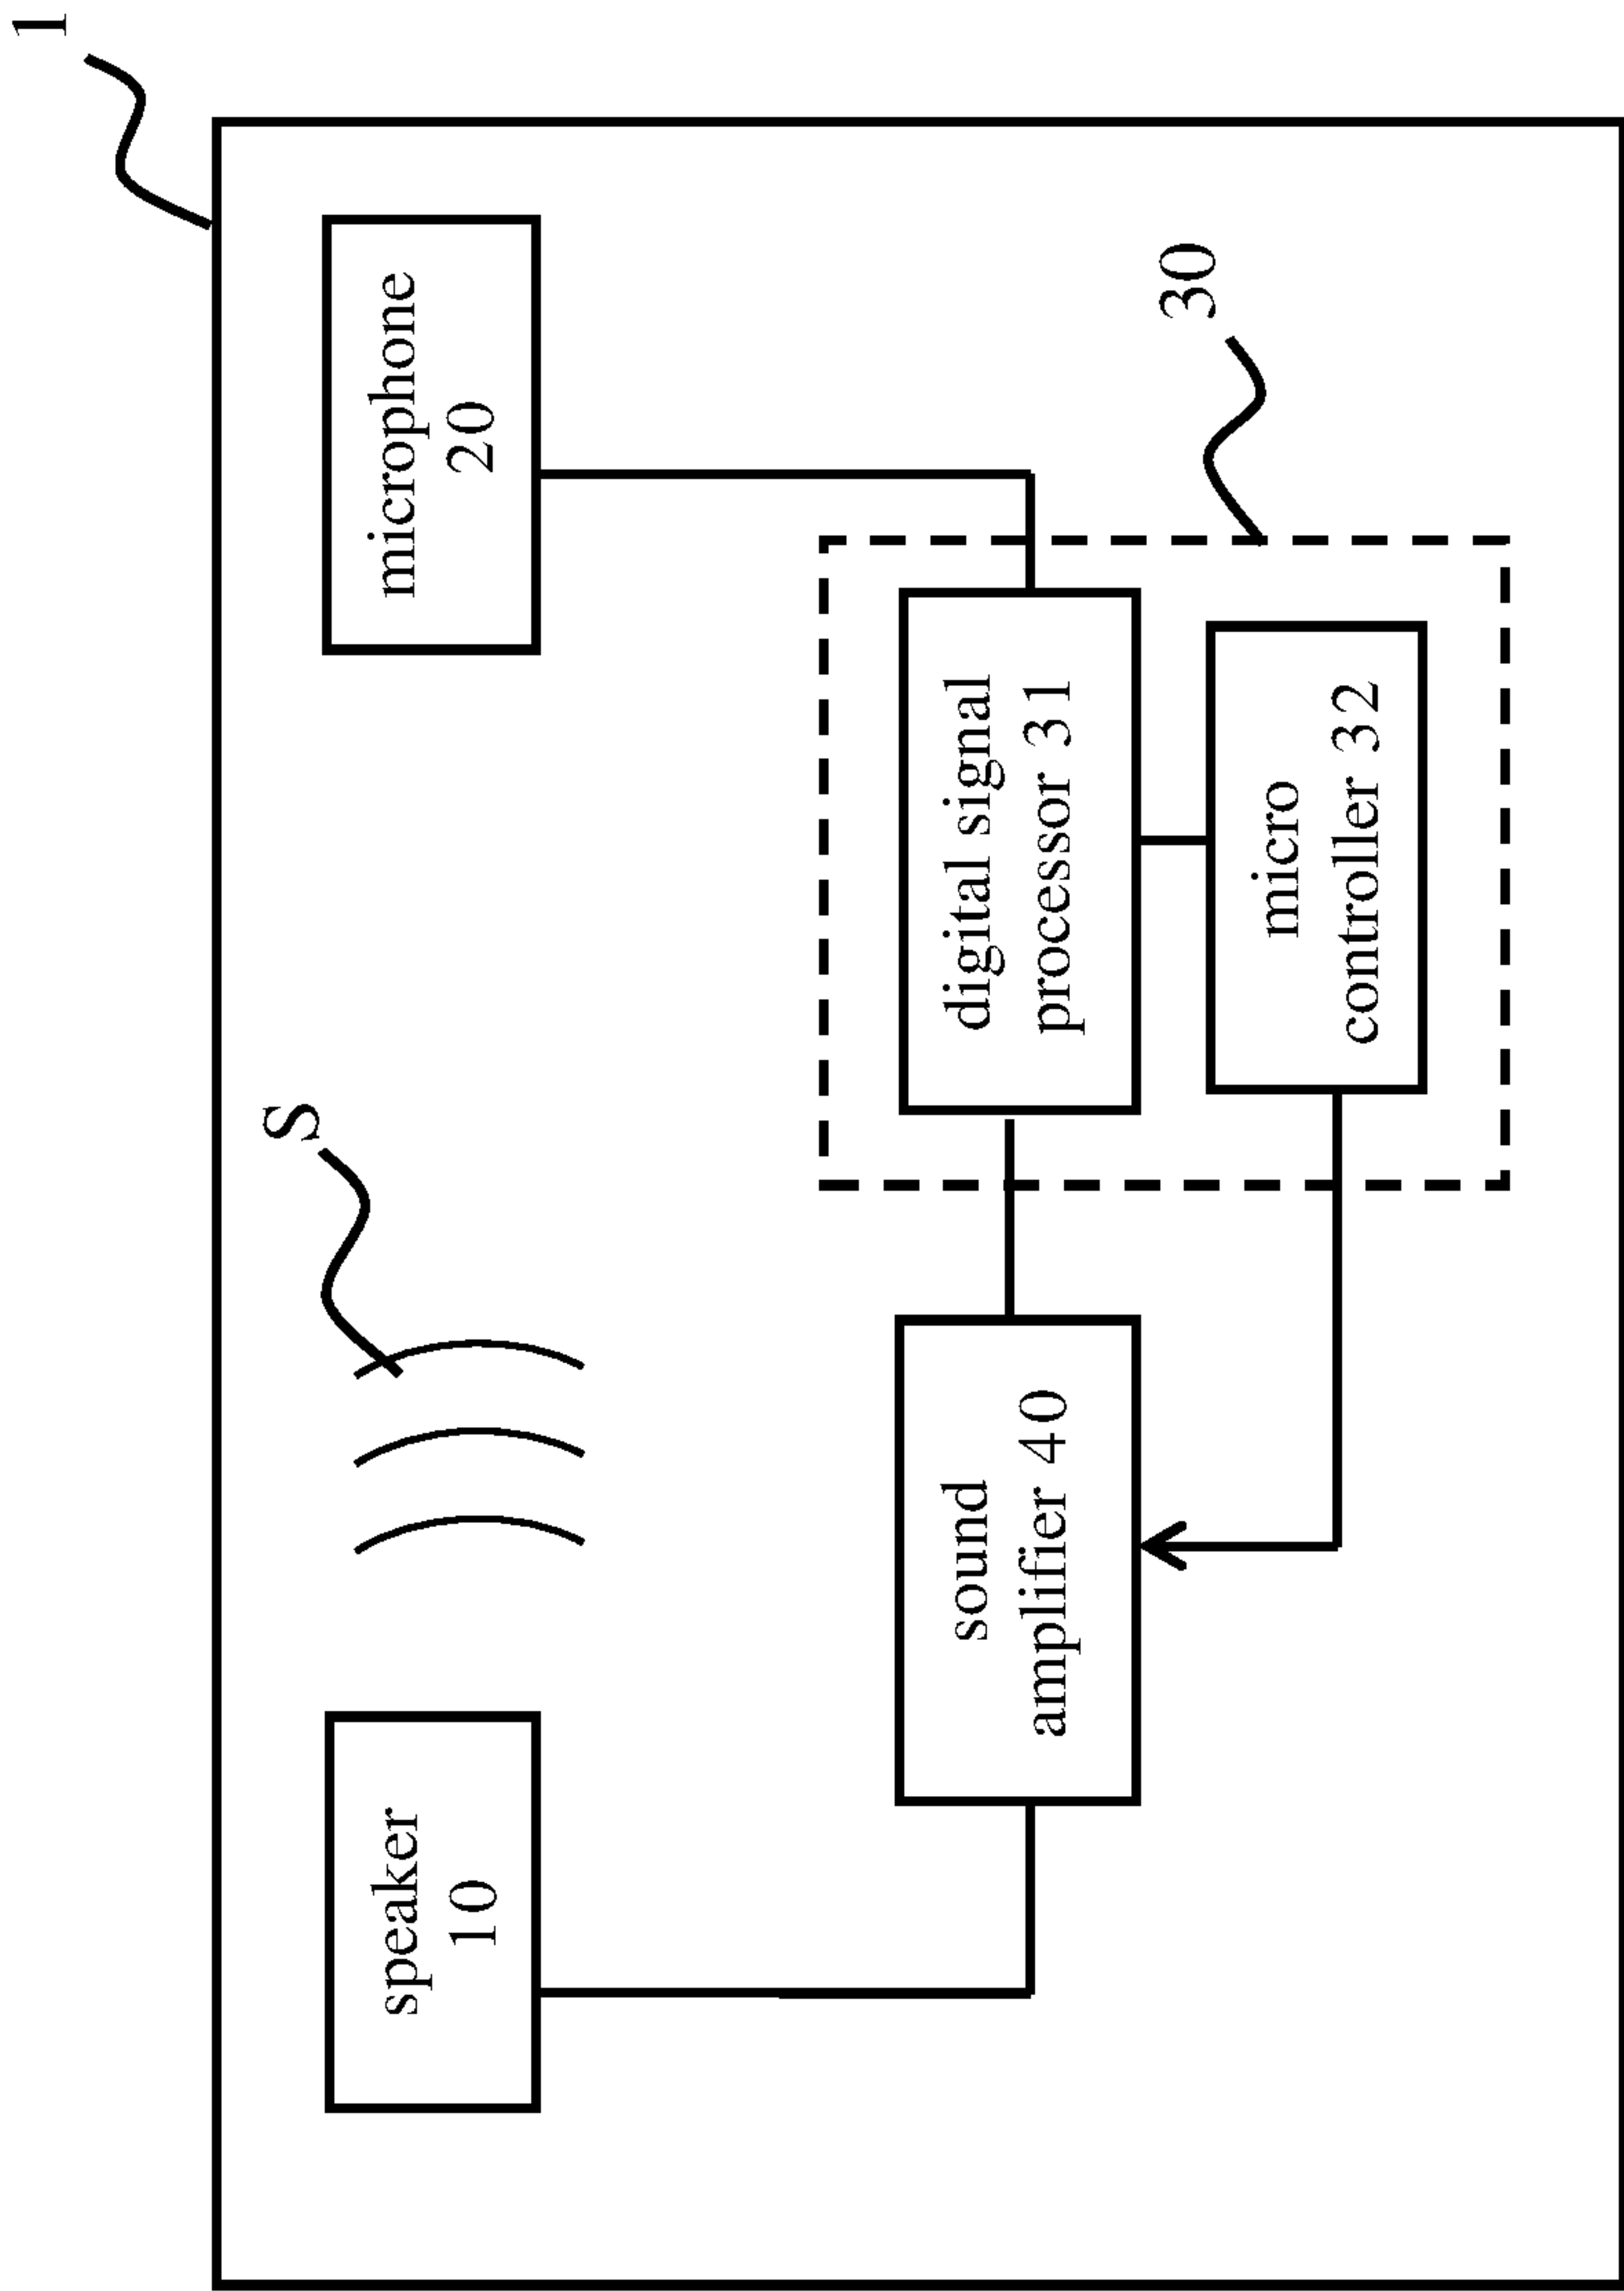 1
speaker
10
S
microphone
20
sound
amplifier 40
digital signal
processor 31
30
micro
controller 32